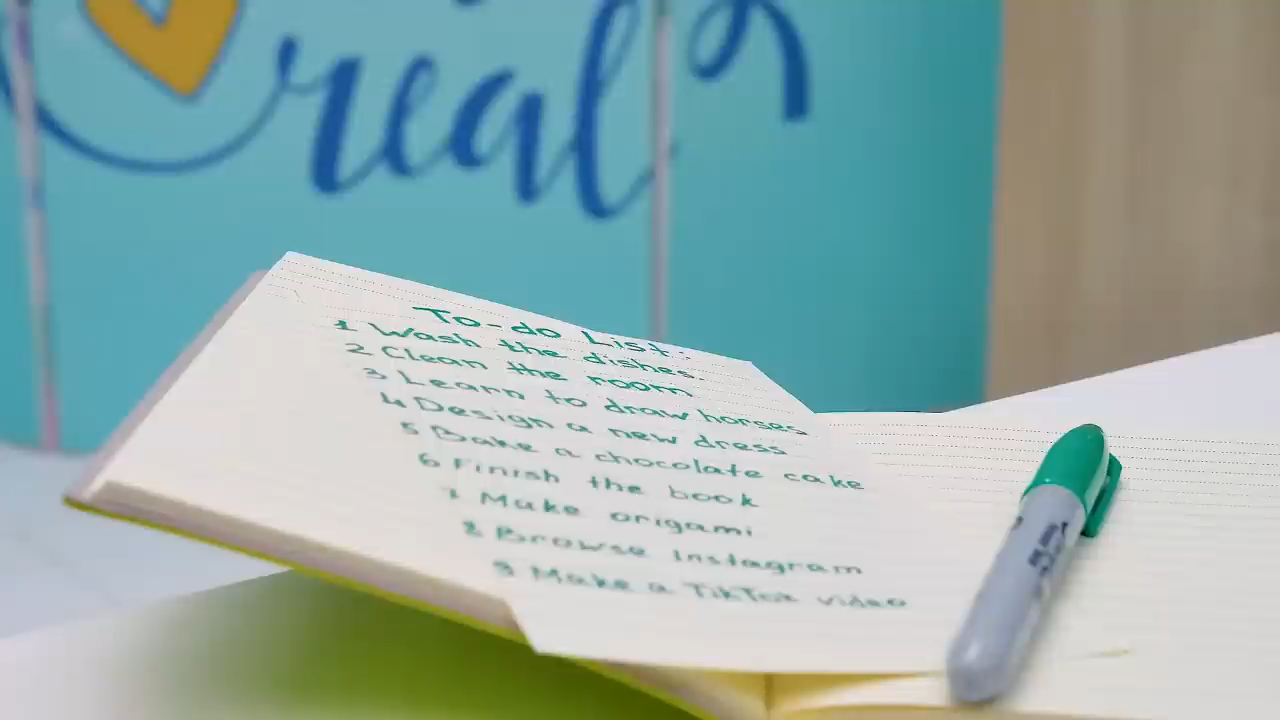 real
To-do List:
1 Wash the dishes.
2 Clean the room
3 Learn to draw horses
4 Design a new dress
5 Bake a chocolate cake
6 Finish the book
7 Make origami
8 Browse Instagram
9 Make a TikTok video